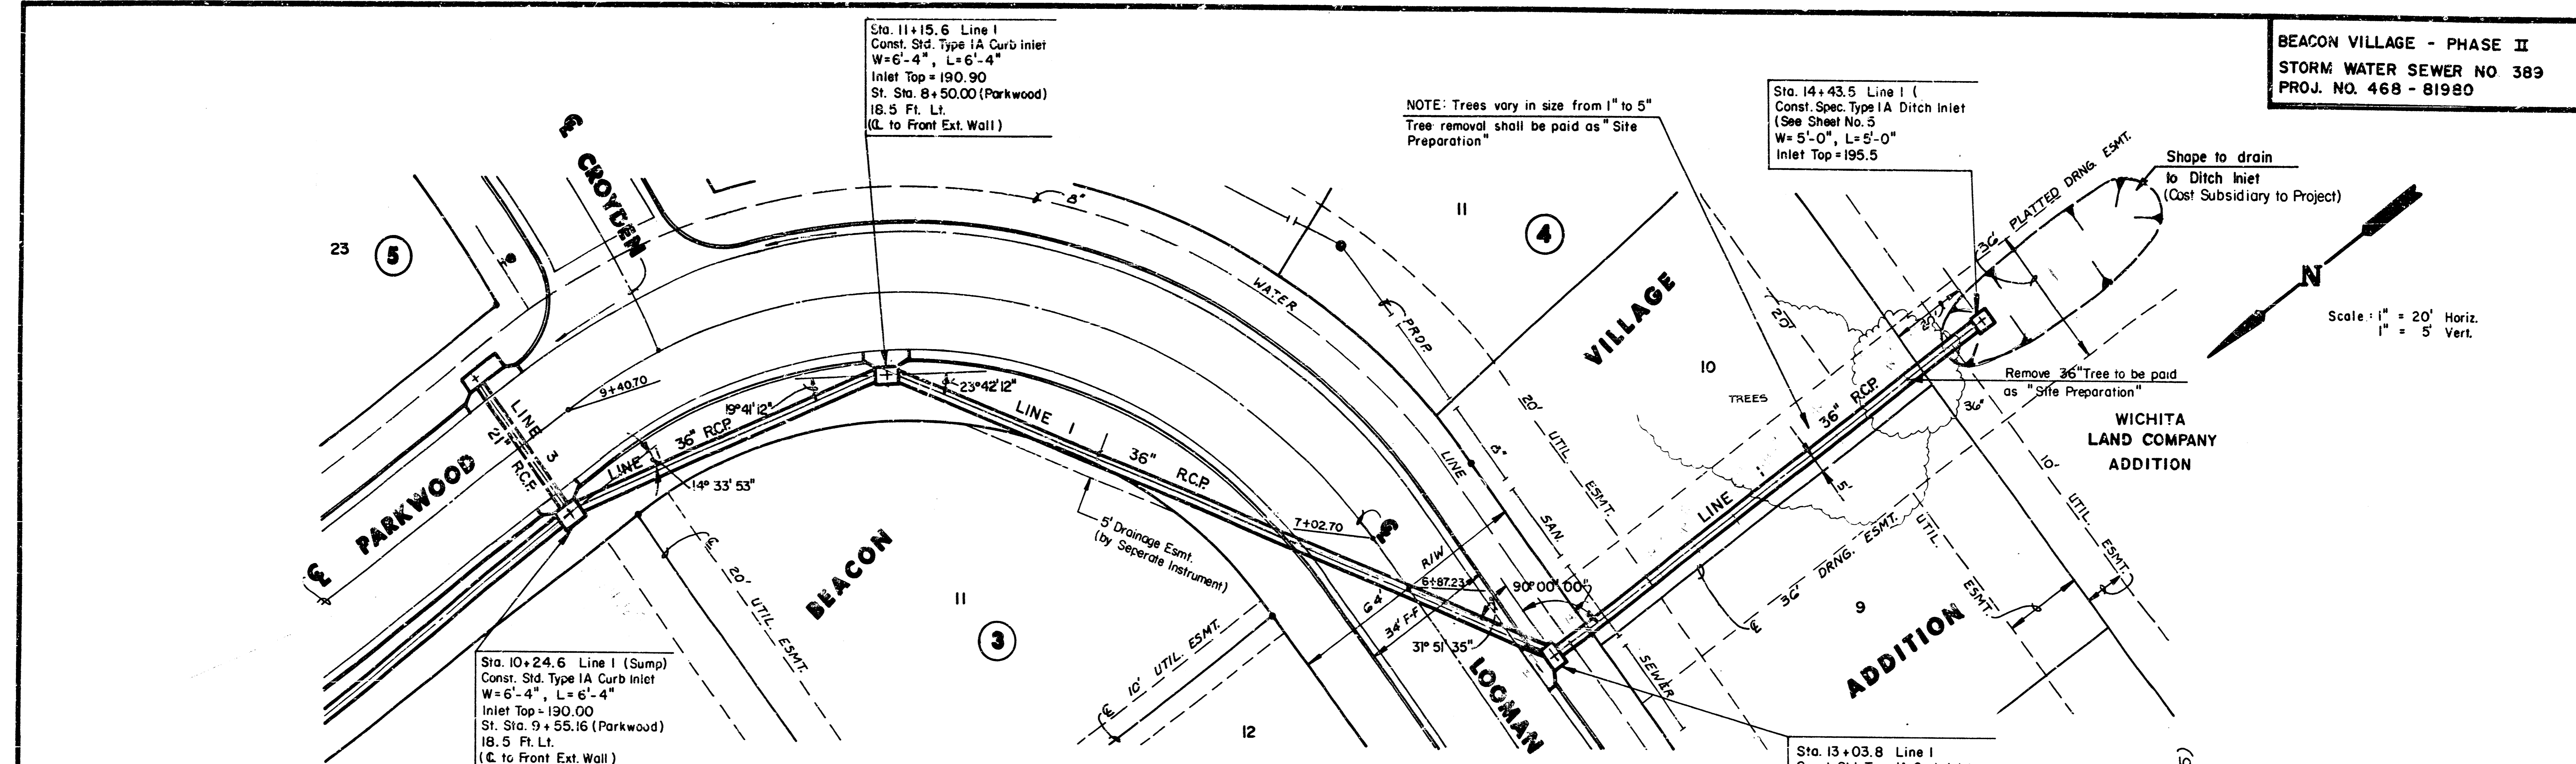 BEACON VILLAGE - PHASE II
STORM WATER SEWER NO. 389
PROJ. NO. 468 - 81980
Sta. 11+15.6 Line 1
Const. Std. Type IA Curb inlet
W=6'-4", L=6'-4"
Inlet Top = 190.90
St. Sta. 8+50.00 (Parkwood)
18.5 Ft. Lt.
(℄ to Front Ext. Wall)
NOTE: Trees vary in size from 1" to 5"
Tree removal shall be paid as "Site
Preparation"
Sta. 14+43.5 Line 1 (
Const. Spec. Type IA Ditch Inlet
(See Sheet No. 5
W= 5'-0", L= 5'-0"
Inlet Top = 195.5
Shape to drain
to Ditch Inlet
(Cost Subsidiary to Project)
36' PLATTED DRNG. ESMT.
N
Scale: 1" = 20' Horiz.
1" = 5' Vert.
℄ CROYDEN
23
5
8"
11
4
WATER
LINE
PROP.
8"
SAN.
SEWER
VILLAGE
10
TREES
20'
20' UTIL. ESMT.
25'
36" R.C.P.
LINE
5'
Remove 36" Tree to be paid
as "Site Preparation"
36"
WICHITA
LAND COMPANY
ADDITION
10' UTIL. ESMT.
UTIL. ESMT.
℄ 36' DRNG. ESMT.
9
ADDITION
9+40.70
19°41'12"
23°42'12"
LINE 1
36" R.C.P.
LINE 3
21" R.C.P.
LINE
36" R.C.P.
14° 33' 53"
℄ PARKWOOD
℄ 20' UTIL. ESMT.
BEACON
11
3
5' Drainage Esmt.
(by Seperate Instrument)
7+02.70
℄
R/W
64'
34' F-F
6+87.23
90°00'00"
31° 51' 35"
LOOMAN
℄ 10' UTIL. ESMT.
12
Sta. 10+24.6 Line 1 (Sump)
Const. Std. Type IA Curb Inlet
W=6'-4", L=6'-4"
Inlet Top = 190.00
St. Sta. 9+55.16 (Parkwood)
18.5 Ft. Lt.
(℄ to Front Ext. Wall)
Sta. 13+03.8 Line 1